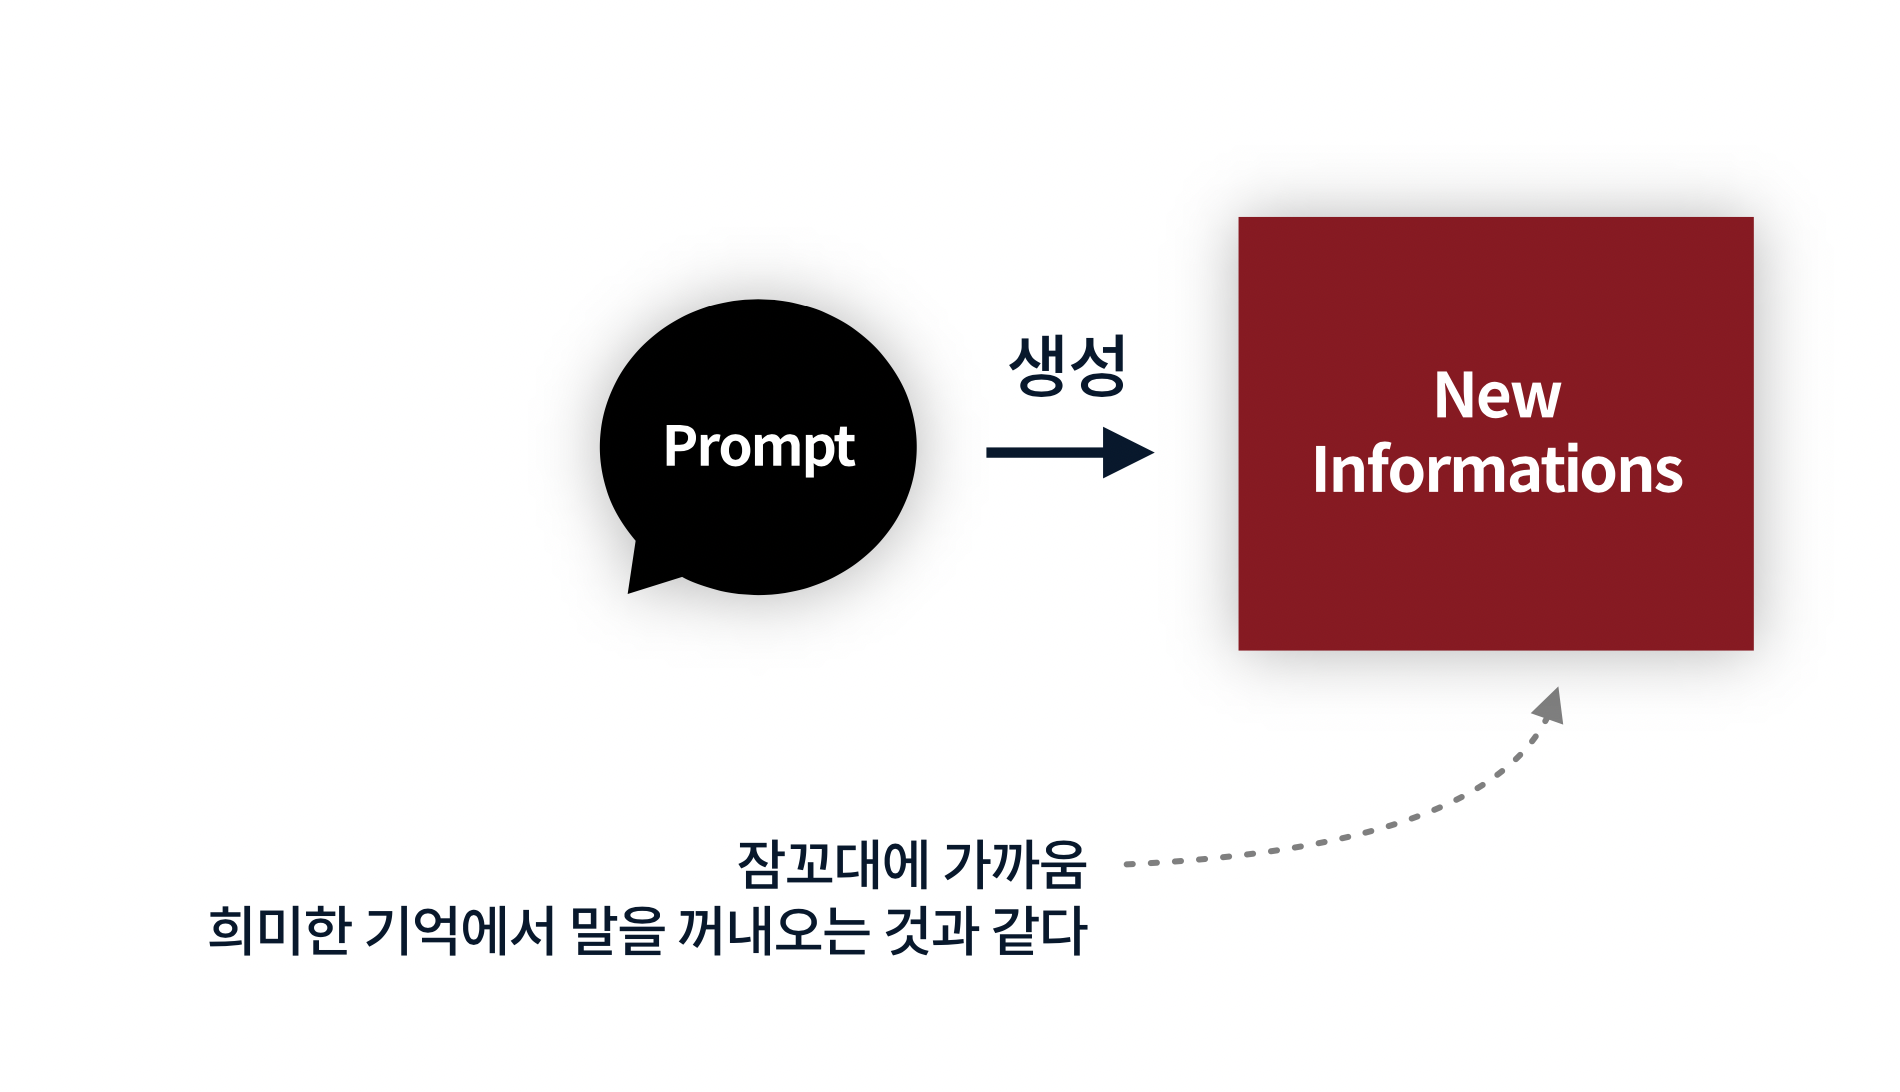 생성
Prompt
New
Informations
잠꼬대에 가까움
희미한 기억에서 말을 꺼내오는 것과 같다